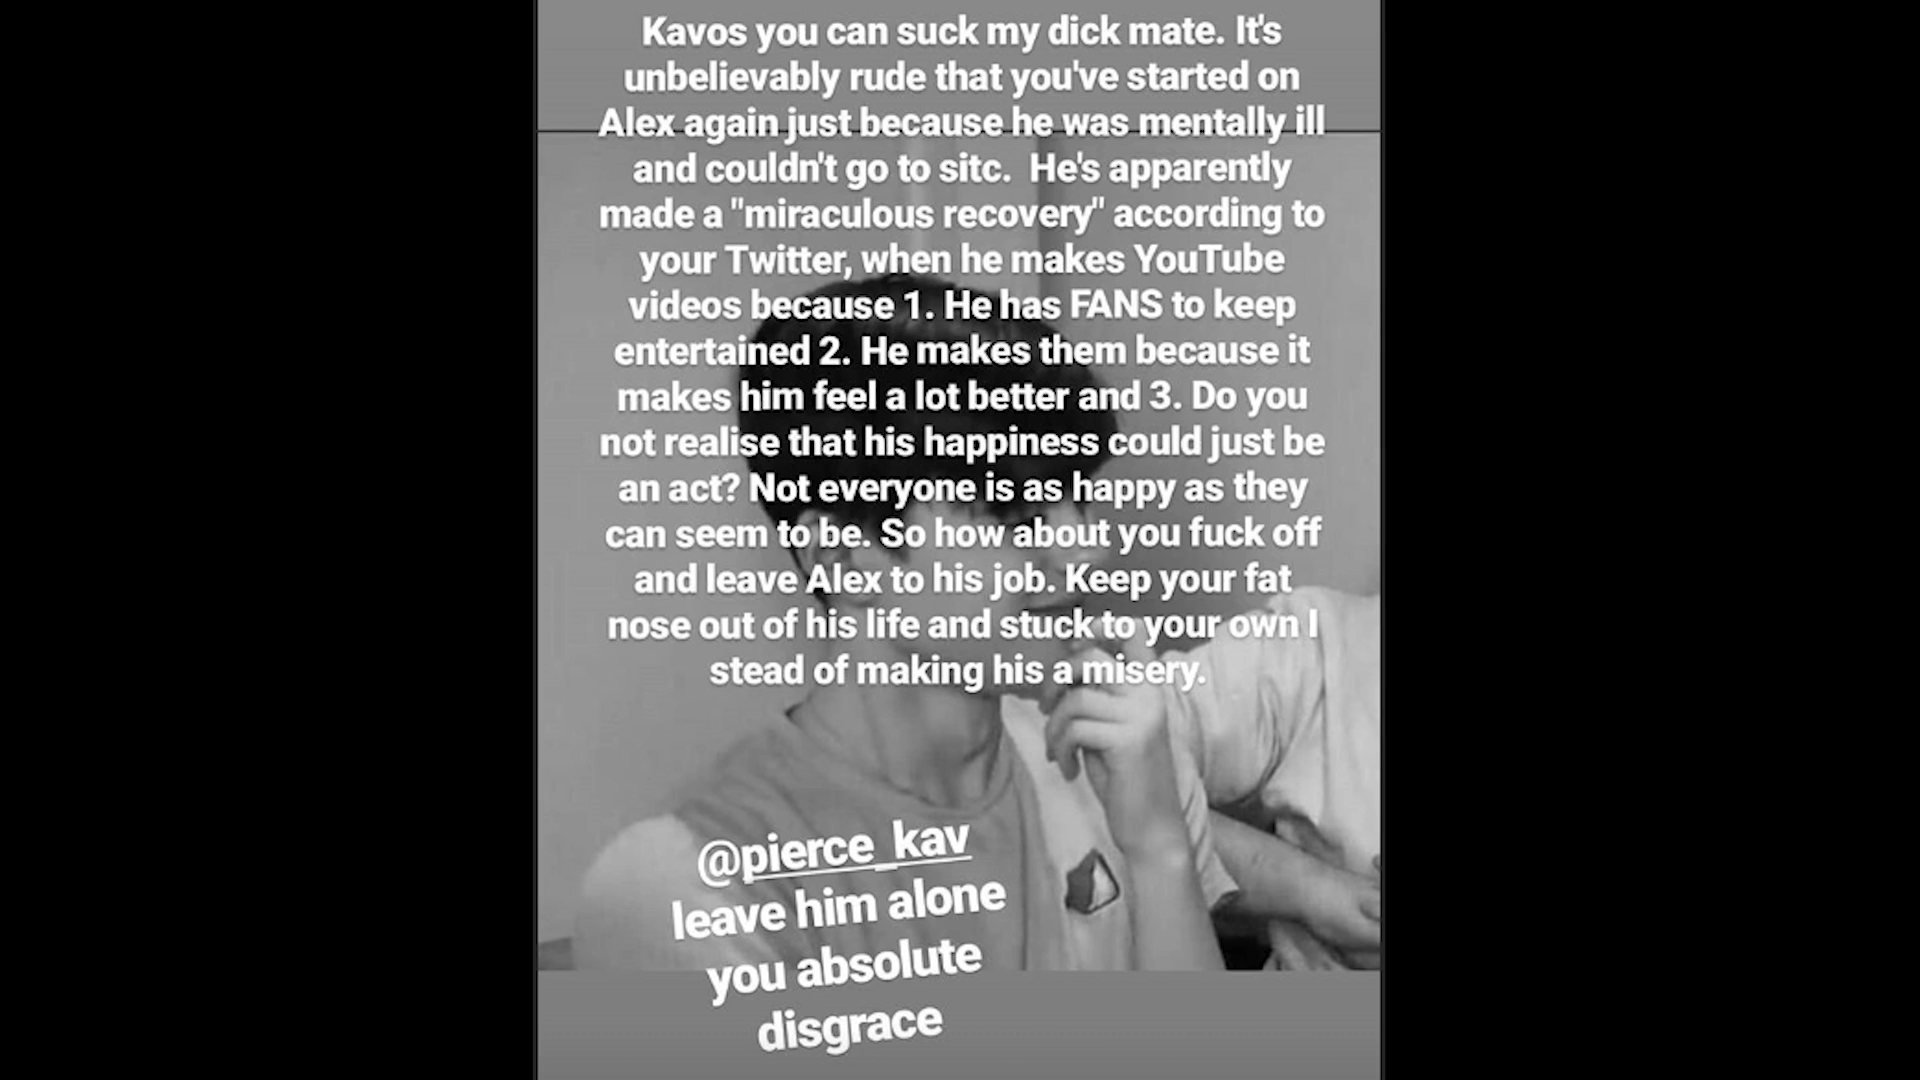 Kavos you can suck my dick mate. It's
unbelievably rude that you've started on
Alex again just because he was mentally ill
and couldn't go to sitc.  He's apparently
made a "miraculous recovery" according to
your Twitter, when he makes YouTube
videos because 1. He has FANS to keep
entertained 2. He makes them because it
makes him feel a lot better and 3. Do you
not realise that his happiness could just be
an act? Not everyone is as happy as they
can seem to be. So how about you fuck off
and leave Alex to his job. Keep your fat
nose out of his life and stuck to your own I
stead of making his a misery.
@pierce_kav
leave him alone
you absolute
disgrace